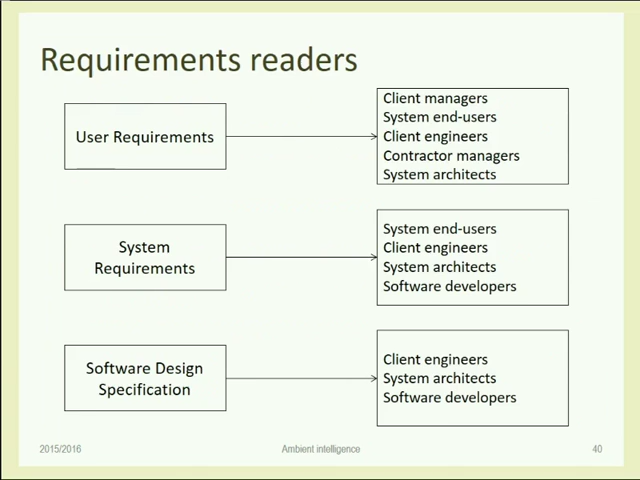 Requirements readers
User Requirements
Client managers
System end-users
Client engineers
Contractor managers
System architects
System
Requirements
System end-users
Client engineers
System architects
Software developers
Software Design
Specification
Client engineers
System architects
Software developers
2015/2016
Ambient intelligence
40